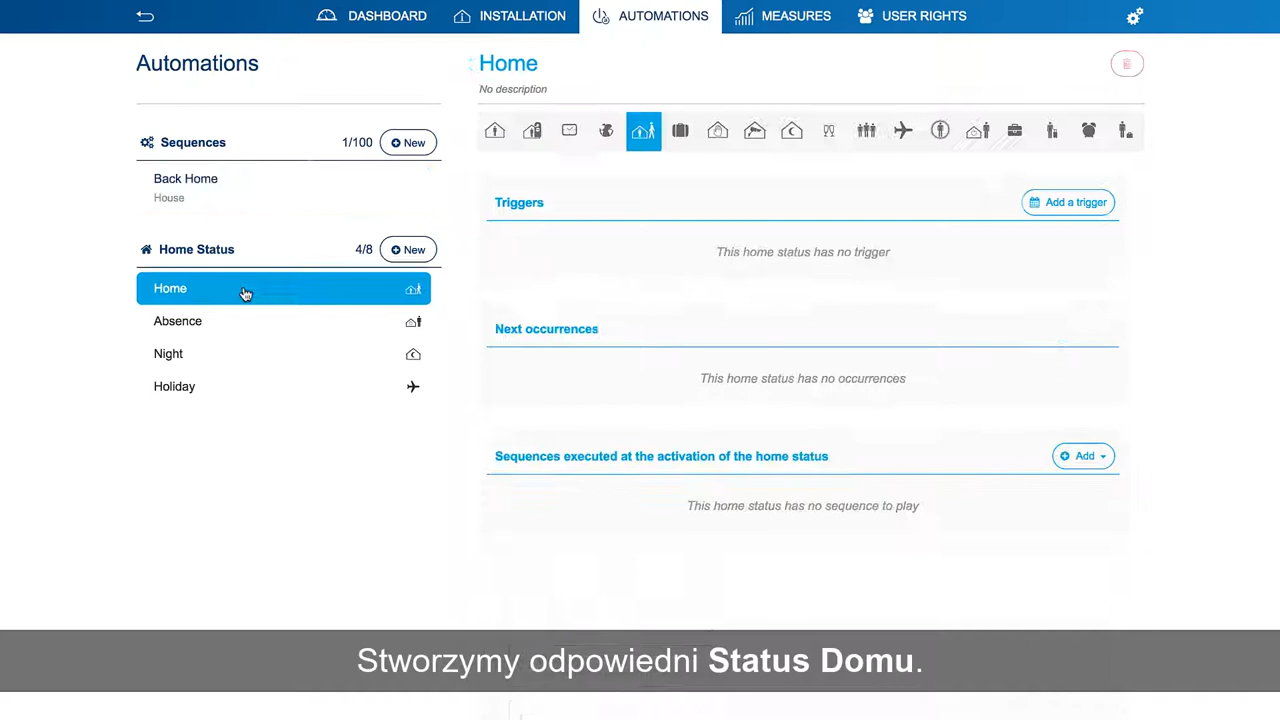 DASHBOARD
INSTALLATION
AUTOMATIONS
MEASURES
USER RIGHTS
Automations
Sequences 1/100 New
Back Home
House
Home Status 4/8 New
Home
Absence
Night
Holiday
Home
No description
Triggers Add a trigger
This home status has no trigger
Next occurrences
This home status has no occurrences
Sequences executed at the activation of the home status Add
This home status has no sequence to play
Stworzymy odpowiedni Status Domu.